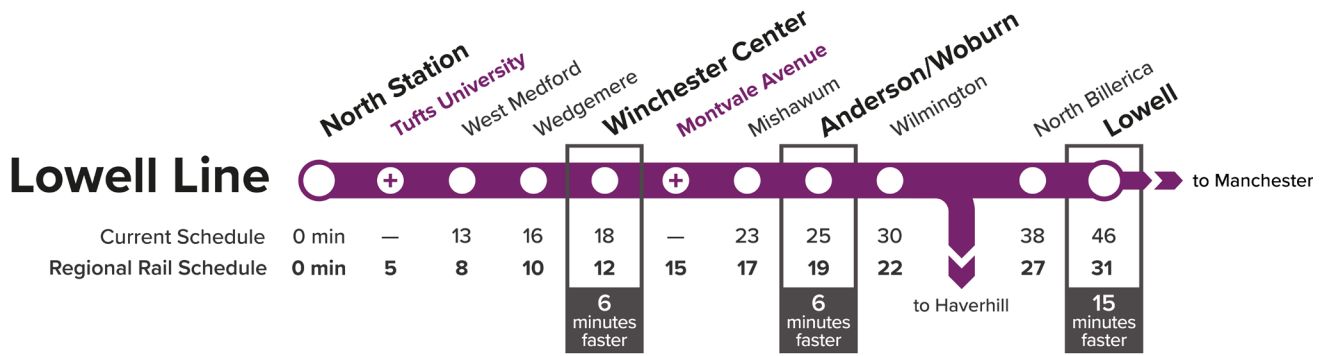 North Station
Tufts University
West Medford
Wedgemere
Winchester Center
Montvale Avenue
Mishawum
Anderson/Woburn
Wilmington
North Billerica
Lowell
Lowell Line
+
+
to Manchester
Current Schedule 0 min — 13 16 18 — 23 25 30 38 46
Regional Rail Schedule 0 min 5 8 10 12 15 17 19 22 27 31
to Haverhill
6
minutes
faster
6
minutes
faster
15
minutes
faster